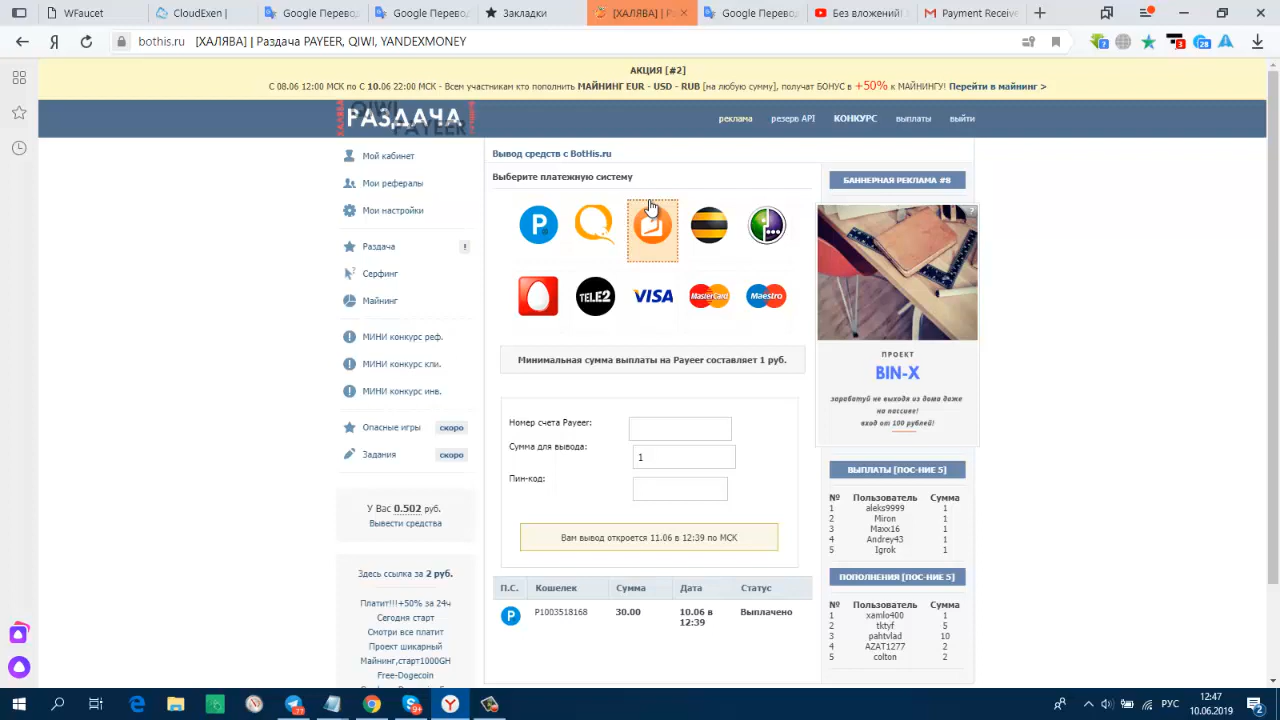 WFaucet
CloudExen |
Google Перевод
Google Перевод
Закладки
[ХАЛЯВА] | Р
Google Перевод
Без вложений
Payment Receive
bothis.ru [ХАЛЯВА] | Раздача PAYEER, QIWI, YANDEXMONEY
7
3
28
АКЦИЯ [#2]
С 08.06 12:00 МСК по С 10.06 22:00 МСК - Всем участникам кто пополнить МАЙНИНГ EUR - USD - RUB [на любую сумму], получат БОНУС в +50% к МАЙНИНГУ! Перейти в майнинг >
РАЗДАЧА
QIWI
PAYEER
реклама
резерв API
КОНКУРС
выплаты
выйти
Мой кабинет
Мои рефералы
Мои настройки
Раздача !
Серфинг
Майнинг
МИНИ конкурс реф.
МИНИ конкурс кли.
МИНИ конкурс инв.
Опасные игры скоро
Задания скоро
У Вас 0.502 руб.
Вывести средства
Здесь ссылка за 2 руб.
Платит!!!+50% за 24ч
Сегодня старт
Смотри все платит
Проект шикарный
Майнинг,старт1000GH
Free-Dogecoin
Вывод средств с BotHis.ru
Выберите платежную систему
TELE2
VISA
MasterCard
Maestro
Минимальная сумма выплаты на Payeer составляет 1 руб.
Номер счета Payeer:
Сумма для вывода:
1
Пин-код:
Вам вывод откроется 11.06 в 12:39 по МСК
П.С. Кошелек Сумма Дата Статус
P P1003518168 30.00 10.06 в 12:39 Выплачено
БАННЕРНАЯ РЕКЛАМА #8
?
ПРОЕКТ
BIN-X
заработуй не выходя из дома даже
на пассиве!
вход от 100 рублей!
ВЫПЛАТЫ [ПОС-НИЕ 5]
№ Пользователь Сумма
1 aleks9999 1
2 Miron 1
3 Maxx16 1
4 Andrey43 1
5 Igrok 1
ПОПОЛНЕНИЯ [ПОС-НИЕ 5]
№ Пользователь Сумма
1 xamlo400 1
2 tktyf 5
3 pahtvlad 10
4 AZAT1277 2
5 colton 2
77
9+
РУС
12:47
10.06.2019
2